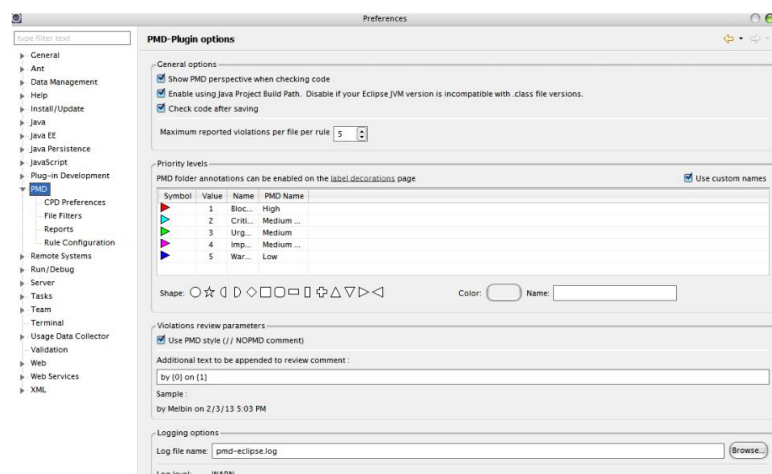 Preferences
type filter text
General
Ant
Data Management
Help
Install/Update
Java
Java EE
Java Persistence
JavaScript
Plug-in Development
PMD
CPD Preferences
File Filters
Reports
Rule Configuration
Remote Systems
Run/Debug
Server
Tasks
Team
Terminal
Usage Data Collector
Validation
Web
Web Services
XML
PMD-Plugin options
General options
Show PMD perspective when checking code
Enable using Java Project Build Path. Disable if your Eclipse JVM version is incompatible with .class file versions.
Check code after saving
Maximum reported violations per file per rule 5
Priority levels
PMD folder annotations can be enabled on the label decorations page Use custom names
Symbol Value Name PMD Name
1 Bloc... High
2 Criti... Medium ...
3 Urg... Medium
4 Imp... Medium ...
5 War... Low
Shape: Color: Name:
Violations review parameters
Use PMD style (// NOPMD comment)
Additional text to be appended to review comment :
by {0} on {1}
Sample :
by Melbin on 2/3/13 5:03 PM
Logging options
Log file name: pmd-eclipse.log Browse...
Log level: WARN